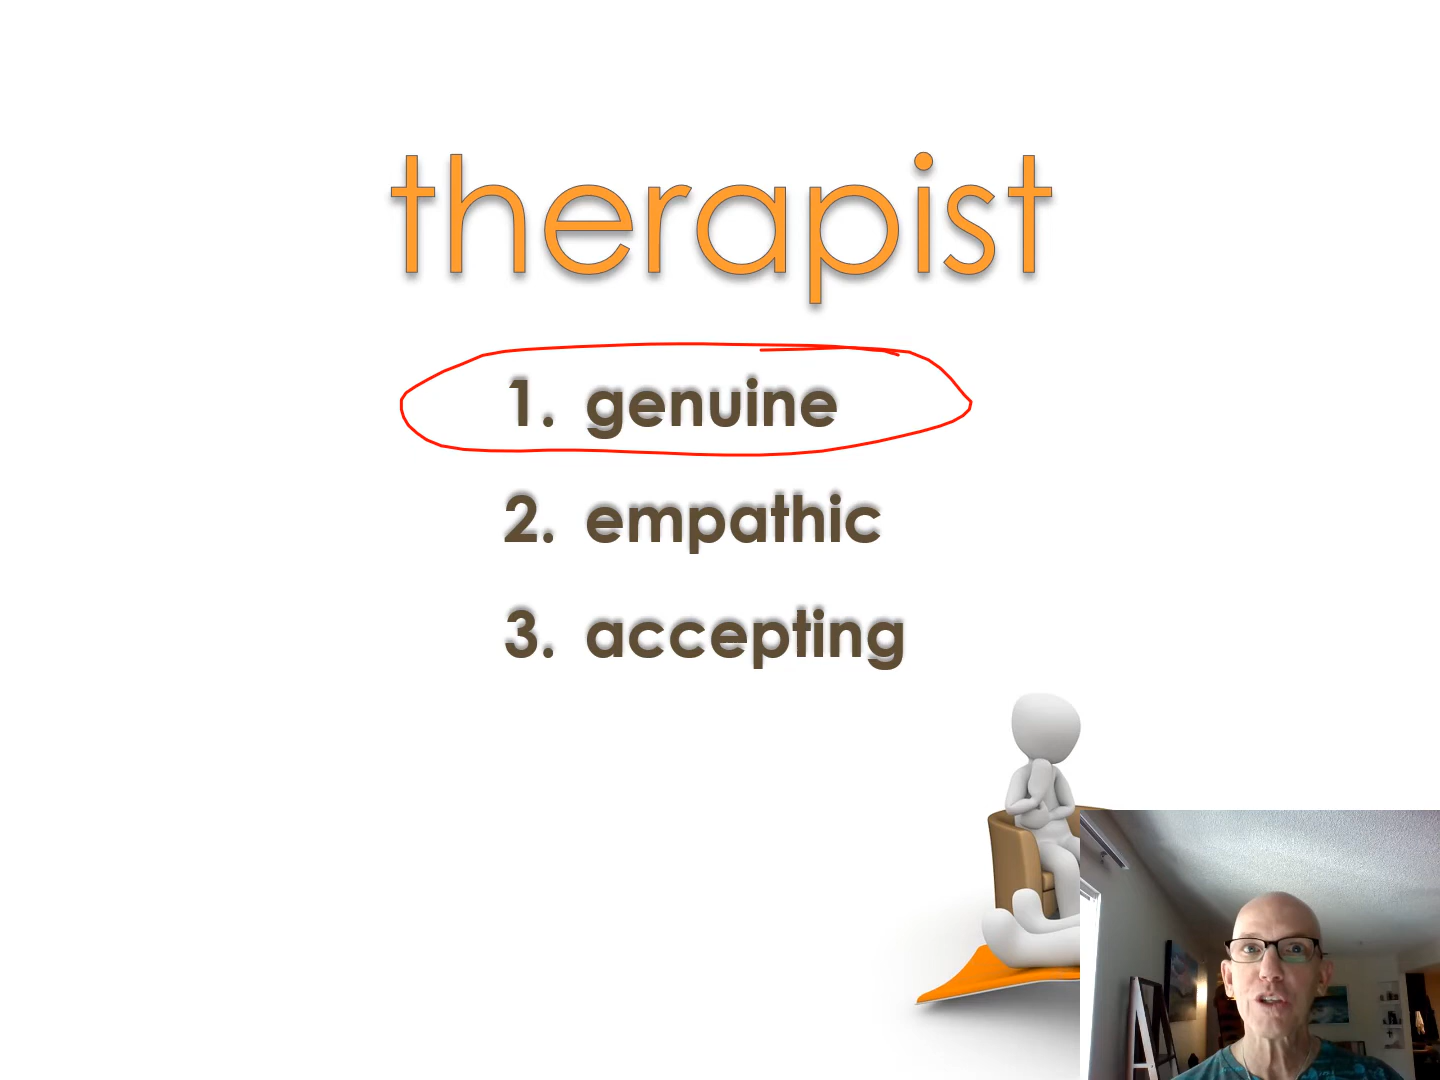 therapist
1. genuine
2. empathic
3. accepting